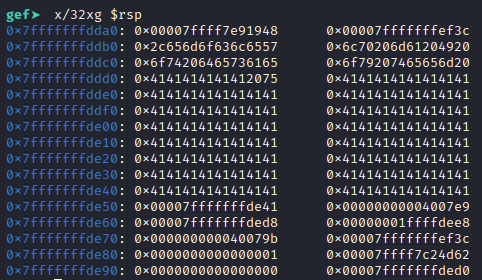 gef➤ x/32xg $rsp
0x7fffffffdda0: 0x00007ffff7e91948 0x00007fffffffef3c
0x7fffffffddb0: 0x2c656d6f636c6557 0x6c70206d61204920
0x7fffffffddc0: 0x6f74206465736165 0x6f79207465656d20
0x7fffffffddd0: 0x4141414141412075 0x4141414141414141
0x7fffffffdde0: 0x4141414141414141 0x4141414141414141
0x7fffffffddf0: 0x4141414141414141 0x4141414141414141
0x7fffffffde00: 0x4141414141414141 0x4141414141414141
0x7fffffffde10: 0x4141414141414141 0x4141414141414141
0x7fffffffde20: 0x4141414141414141 0x4141414141414141
0x7fffffffde30: 0x4141414141414141 0x4141414141414141
0x7fffffffde40: 0x4141414141414141 0x4141414141414141
0x7fffffffde50: 0x00007fffffffde41 0x00000000004007e9
0x7fffffffde60: 0x00007fffffffded8 0x00000001ffffdee8
0x7fffffffde70: 0x000000000040079b 0x00007fffffffef3c
0x7fffffffde80: 0x0000000000000001 0x00007ffff7c24d62
0x7fffffffde90: 0x0000000000000000 0x00007fffffffded0